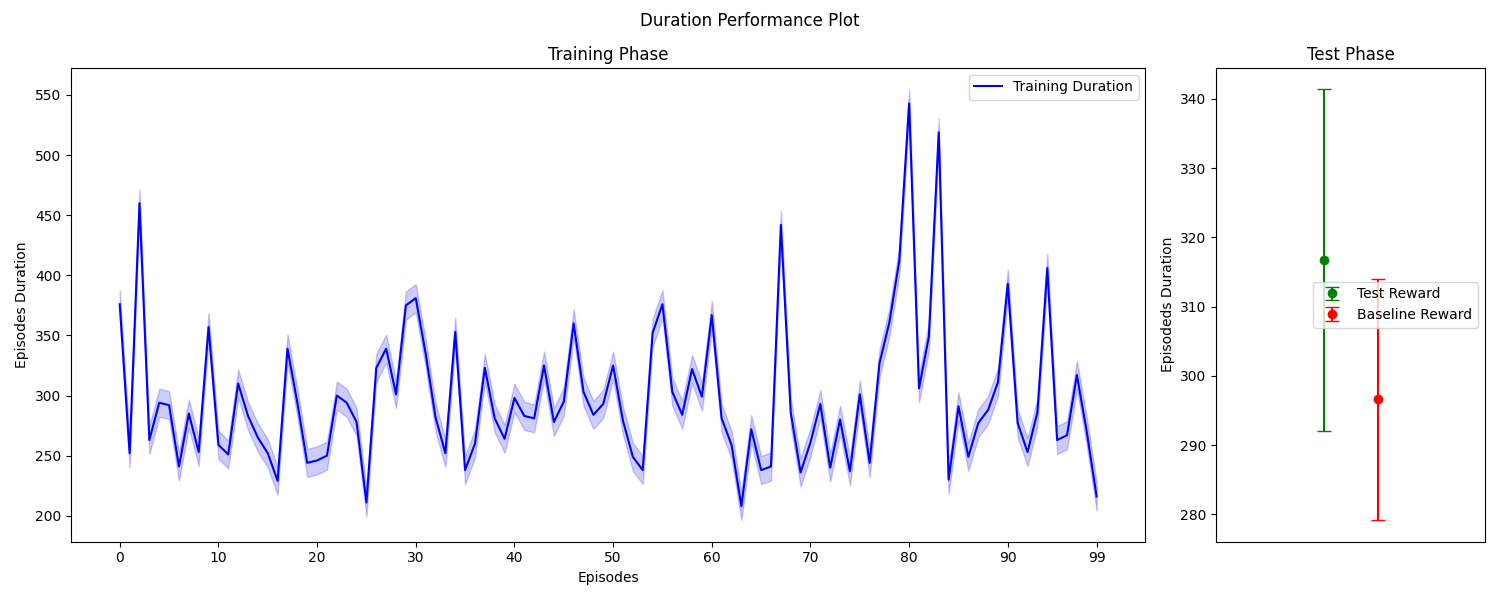 Duration Performance Plot
Training Phase
Episodes Duration
550
500
450
400
350
300
250
200
Training Duration
0 10 20 30 40 50 60 70 80 90 99
Episodes
Test Phase
Episodeds Duration
340
330
320
310
300
290
280
Test Reward
Baseline Reward